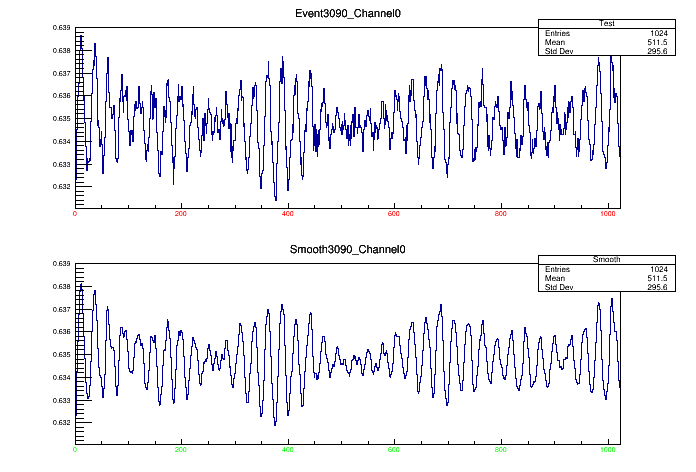 Event3090_Channel0
Test
Entries 1024
Mean 511.5
Std Dev 295.6
0.639
0.638
0.637
0.636
0.635
0.634
0.633
0.632
0 200 400 600 800 1000
Smooth3090_Channel0
Smooth
Entries 1024
Mean 511.5
Std Dev 295.6
0.639
0.638
0.637
0.636
0.635
0.634
0.633
0.632
0 200 400 600 800 1000